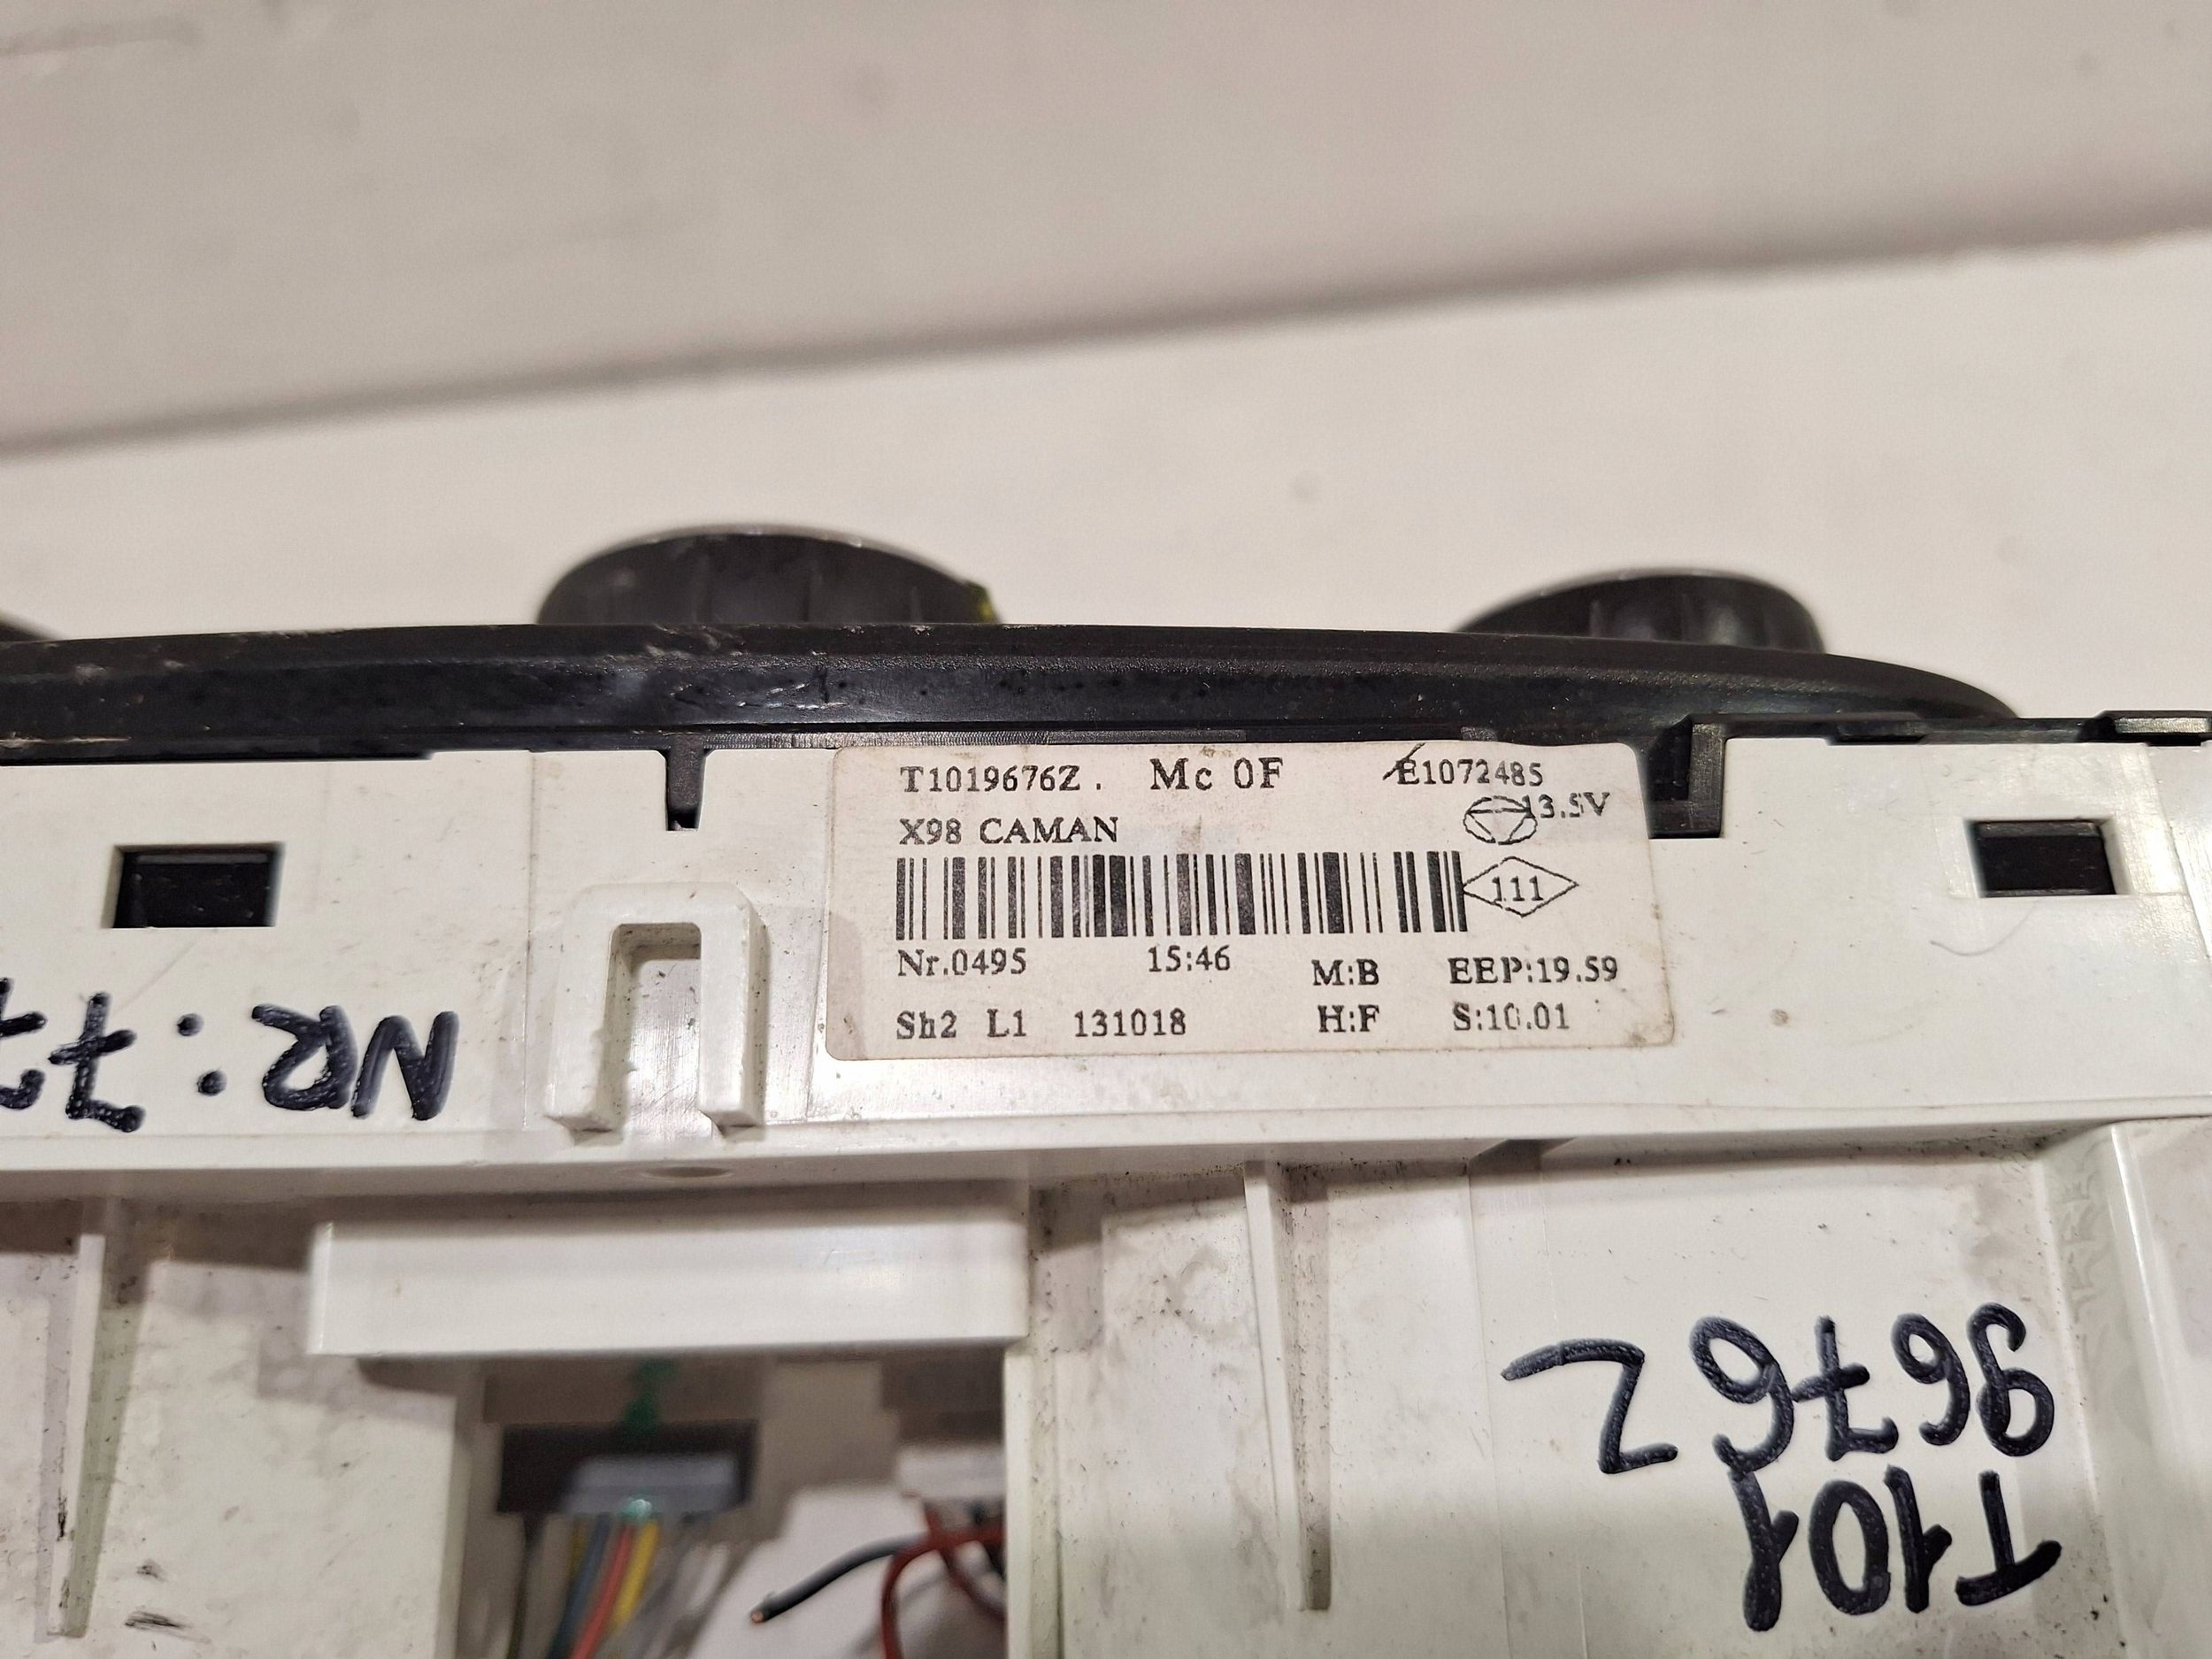 T1019676Z. Mc 0F E1072485
13.5V
X98 CAMAN
111
Nr.0495 15:46 M:B EEP:19.59
Sh2 L1 131018 H:F S:10.01
NR:7
T101
9676Z